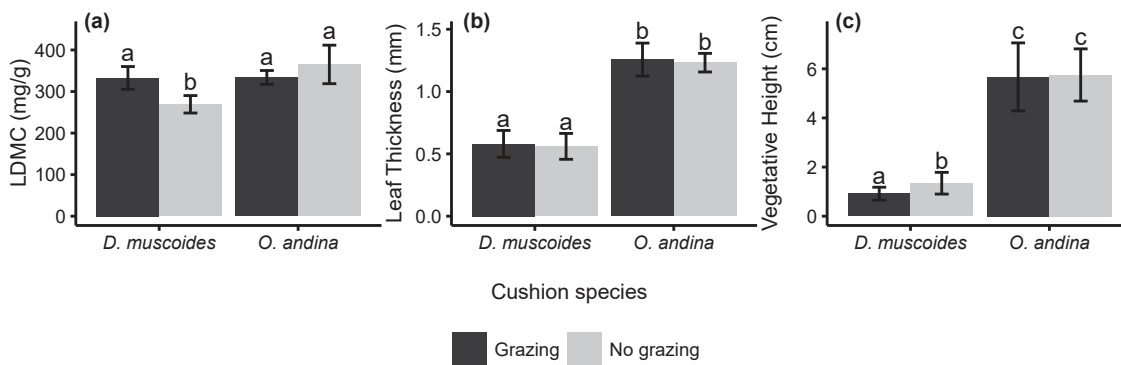 (a)
LDMC (mg/g)
400
300
200
100
0
a
b
a
a
D. muscoides
O. andina
(b)
Leaf Thickness (mm)
1.5
1.0
0.5
0.0
a
a
b
b
D. muscoides
O. andina
(c)
Vegetative Height (cm)
6
4
2
0
a
b
c
c
D. muscoides
O. andina
Cushion species
Grazing
No grazing